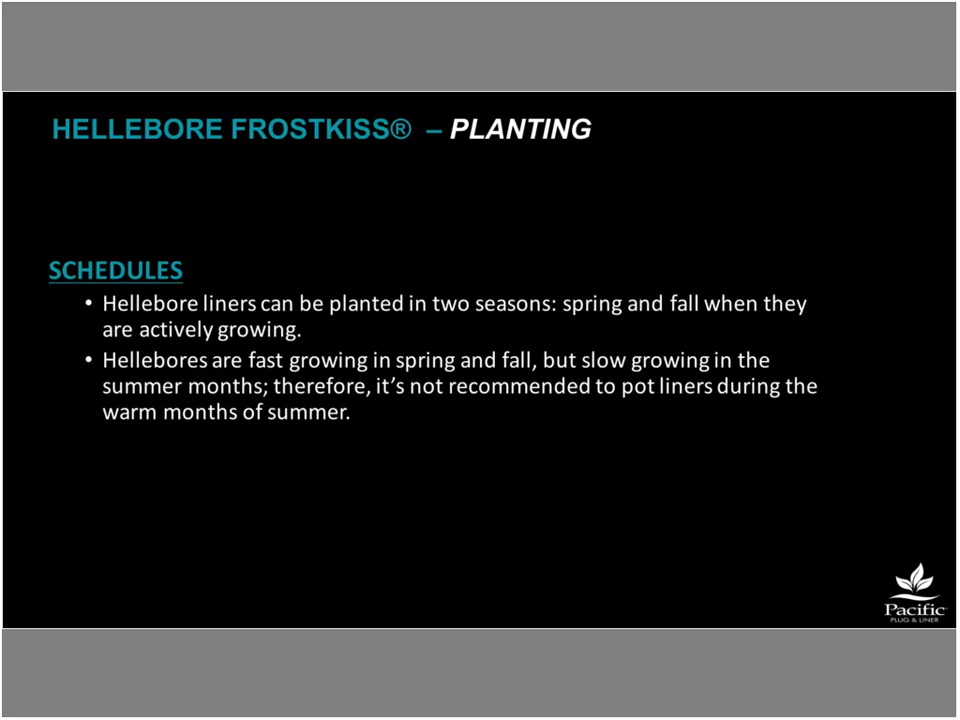 HELLEBORE FROSTKISS® – PLANTING
SCHEDULES
• Hellebore liners can be planted in two seasons: spring and fall when they
are actively growing.
• Hellebores are fast growing in spring and fall, but slow growing in the
summer months; therefore, it’s not recommended to pot liners during the
warm months of summer.
Pacific
PLUG & LINER